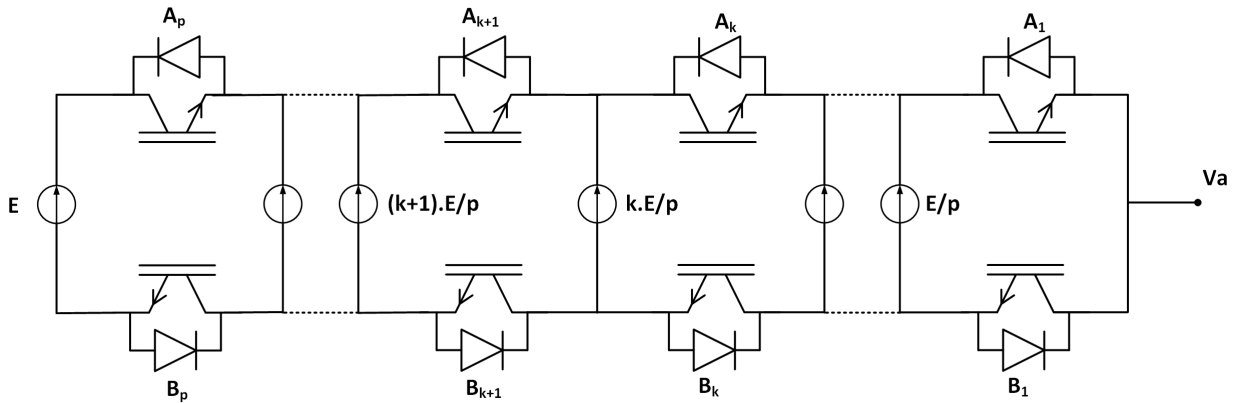 Aₚ Aₖ₊₁ Aₖ A₁
E (k+1).E/p k.E/p E/p Va
Bₚ Bₖ₊₁ Bₖ B₁